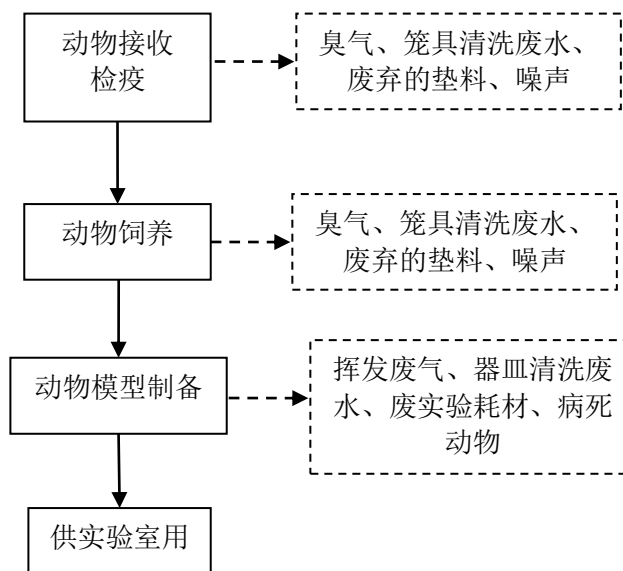 动物接收
检疫
臭气、笼具清洗废水、
废弃的垫料、噪声
动物饲养
臭气、笼具清洗废水、
废弃的垫料、噪声
动物模型制备
挥发废气、器皿清洗废
水、废实验耗材、病死
动物
供实验室用